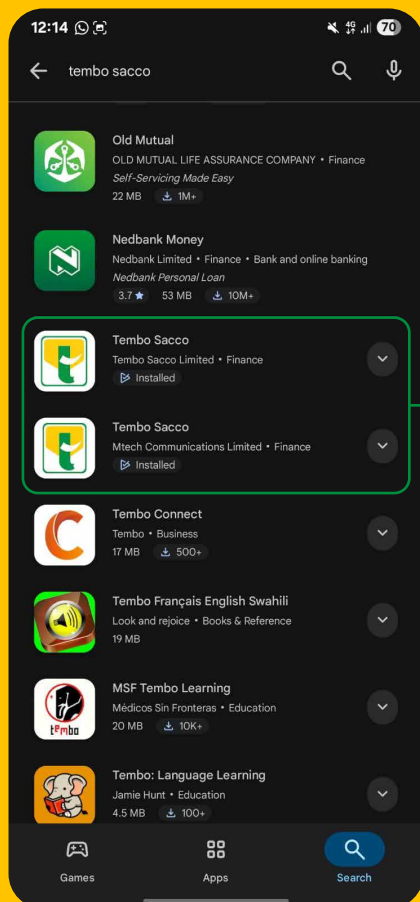 12:14
4G
70
tembo sacco
Old Mutual
OLD MUTUAL LIFE ASSURANCE COMPANY • Finance
Self-Servicing Made Easy
22 MB 1M+
Nedbank Money
Nedbank Limited • Finance • Bank and online banking
Nedbank Personal Loan
3.7★ 53 MB 10M+
Tembo Sacco
Tembo Sacco Limited • Finance
Installed
Tembo Sacco
Mtech Communications Limited • Finance
Installed
Tembo Connect
Tembo • Business
17 MB 500+
Tembo Français English Swahili
Look and rejoice • Books & Reference
19 MB
MSF Tembo Learning
Médicos Sin Fronteras • Education
20 MB 10K+
tembo
Tembo: Language Learning
Jamie Hunt • Education
4.5 MB 100+
Games
Apps
Search